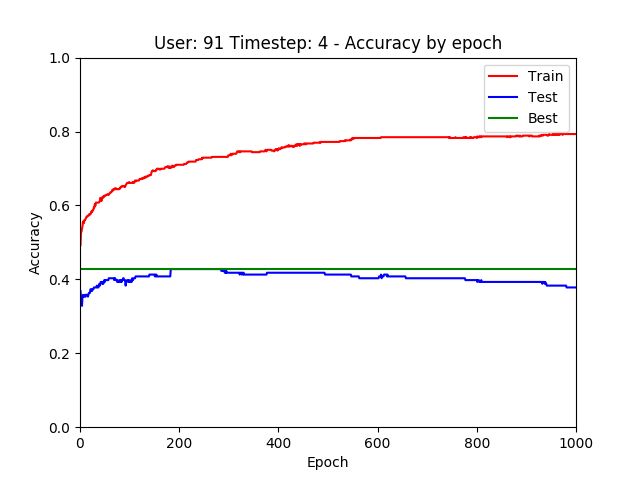 User: 91 Timestep: 4 - Accuracy by epoch
1.0
0.8
0.6
0.4
0.2
0.0
Accuracy
Train
Test
Best
0 200 400 600 800 1000
Epoch